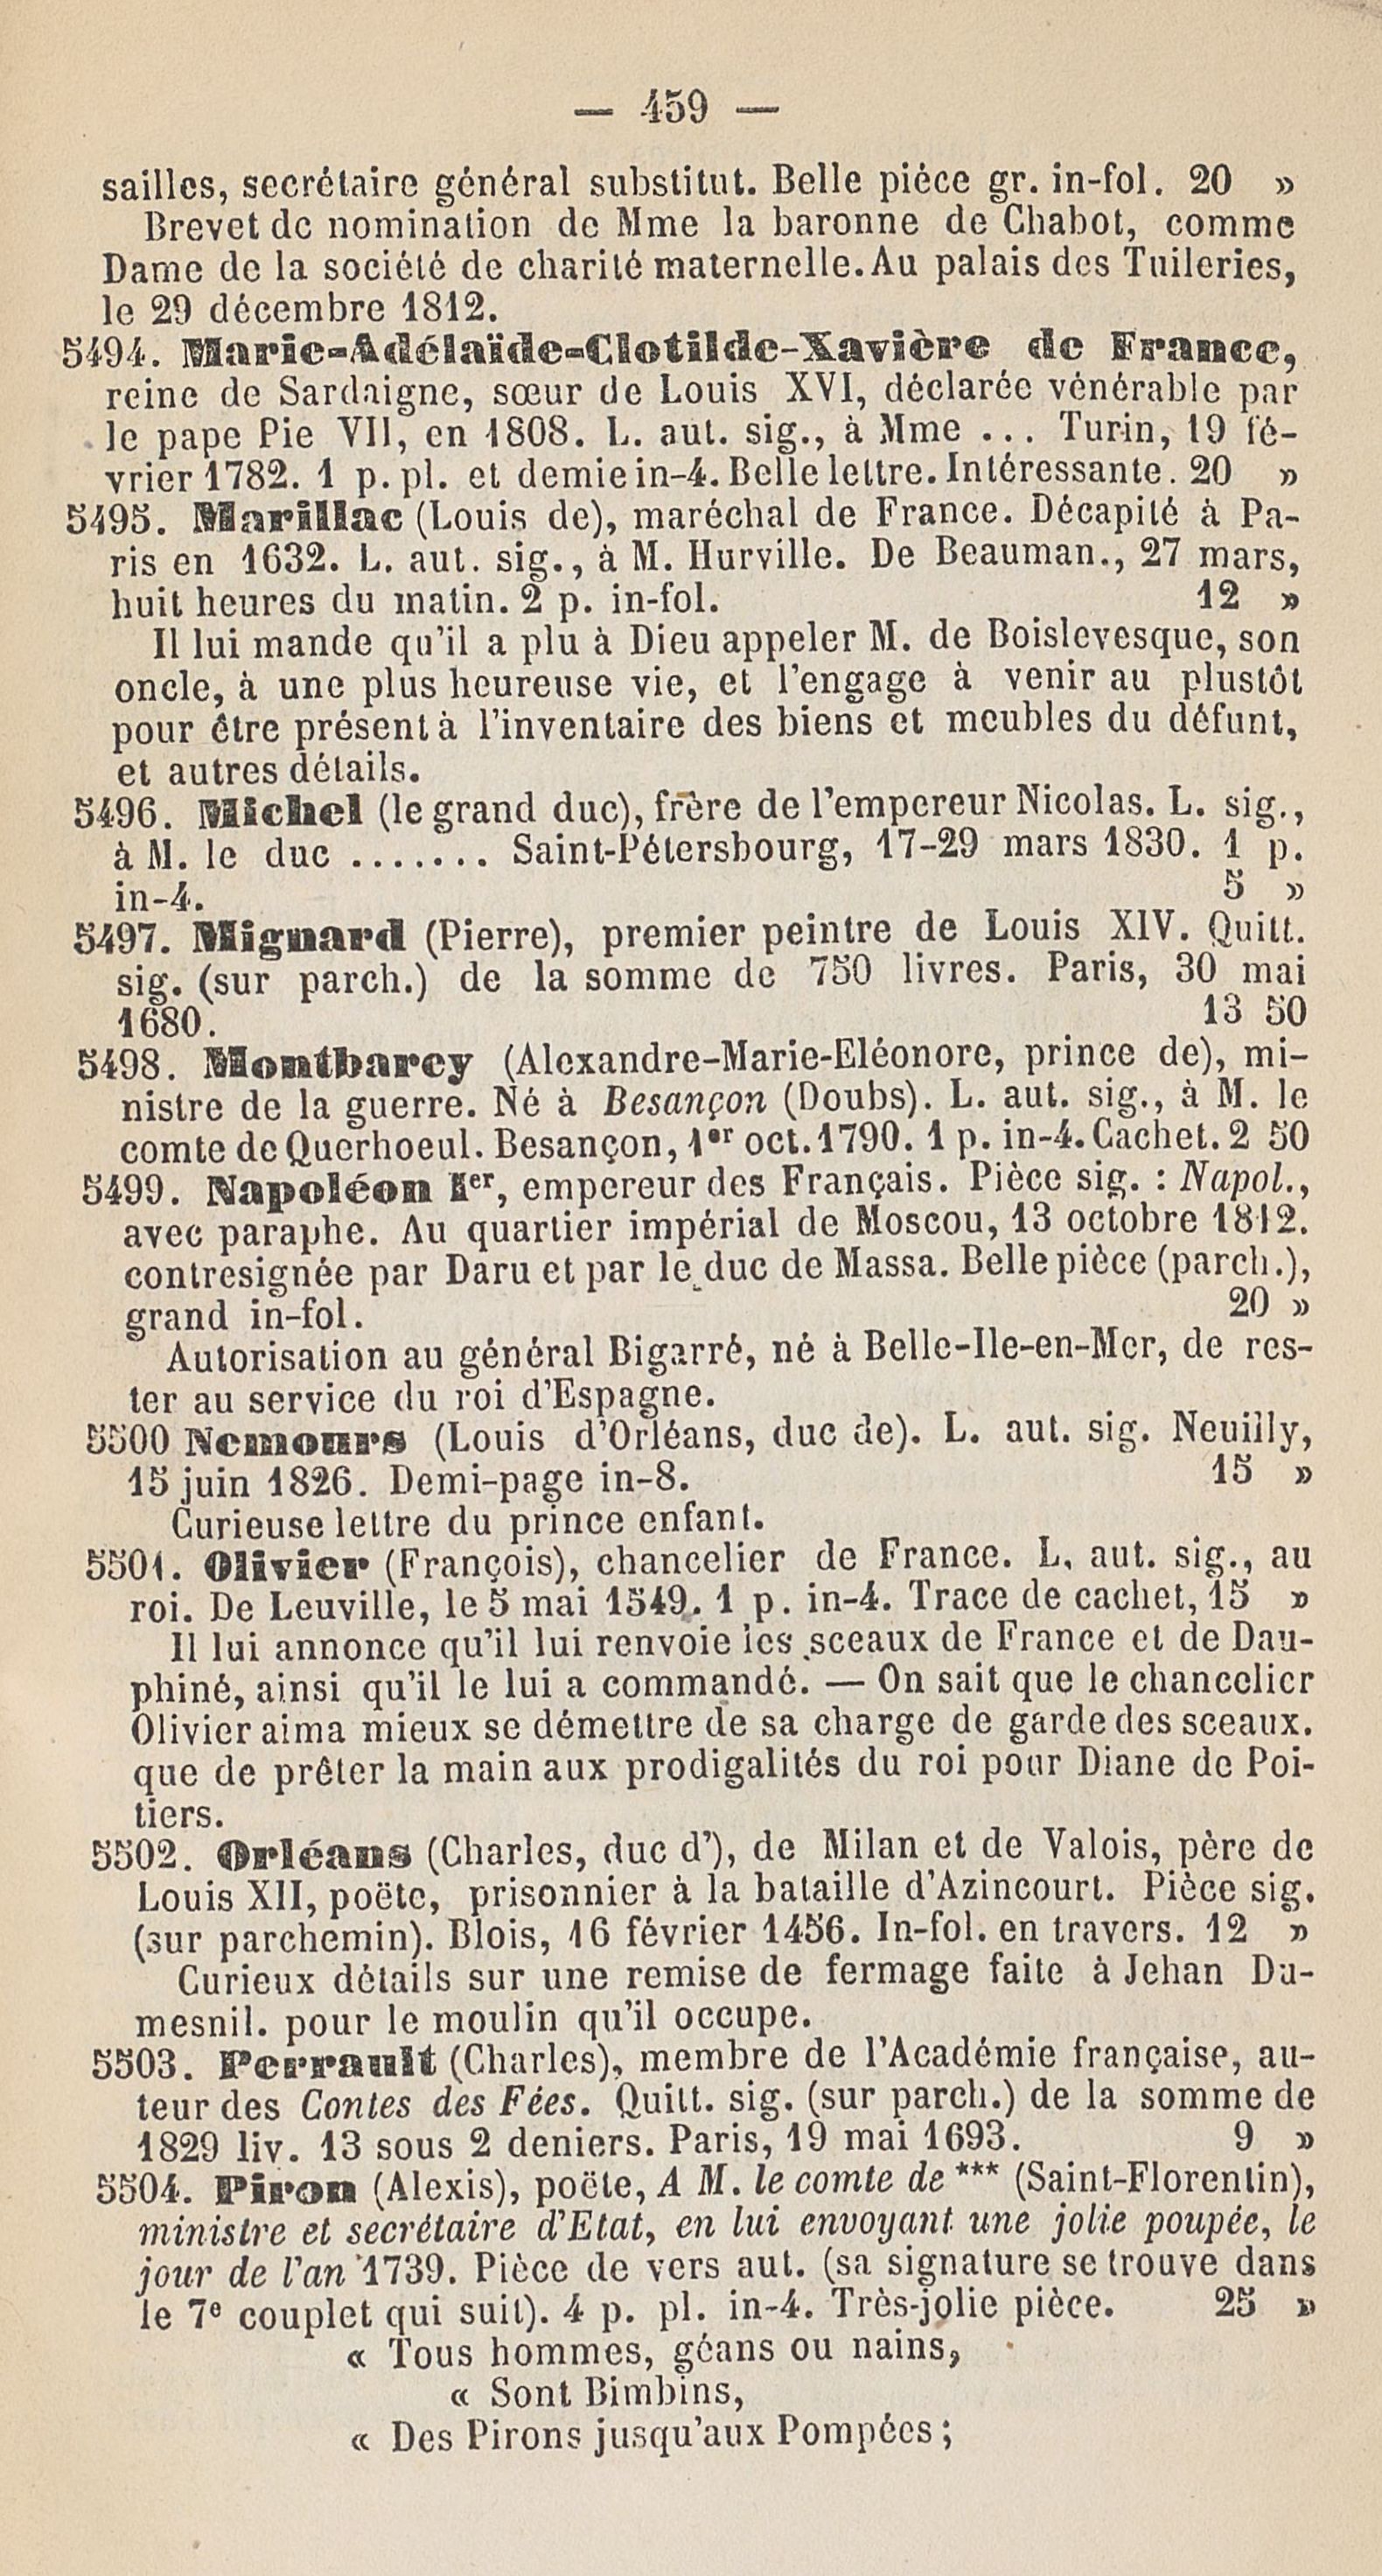 — 459 —
sailles, secrétaire général substitut. Belle pièce gr. in-fol. 20 »
Brevet de nomination de Mme la baronne de Chabot, comme
Dame de la société de charité maternelle. Au palais des Tuileries,
le 29 décembre 1812.
5494. Marie-Adélaïde-Clotilde-Xavière de France,
reine de Sardaigne, sœur de Louis XVI, déclarée vénérable par
le pape Pie VII, en 1808. L. aut. sig., à Mme ... Turin, 19 fé-
vrier 1782. 1 p. pl. et demie in-4. Belle lettre. Intéressante. 20 »
5495. Marillac (Louis de), maréchal de France. Décapité à Pa-
ris en 1632. L. aut. sig., à M. Hurville. De Beauman., 27 mars,
huit heures du matin. 2 p. in-fol. 12 »
Il lui mande qu'il a plu à Dieu appeler M. de Boislevesque, son
oncle, à une plus heureuse vie, et l'engage à venir au plustôt
pour être présent à l'inventaire des biens et meubles du défunt,
et autres détails.
5496. Michel (le grand duc), frère de l'empereur Nicolas. L. sig.,
à M. le duc ....... Saint-Pétersbourg, 17-29 mars 1830. 1 p.
in-4. 5 »
5497. Mignard (Pierre), premier peintre de Louis XIV. Quitt.
sig. (sur parch.) de la somme de 750 livres. Paris, 30 mai
1680. 13 50
5498. Montbarey (Alexandre-Marie-Eléonore, prince de), mi-
nistre de la guerre. Né à Besançon (Doubs). L. aut. sig., à M. le
comte de Querhoeul. Besançon, 1er oct. 1790. 1 p. in-4. Cachet. 2 50
5499. Napoléon Ier, empereur des Français. Pièce sig. : Napol.,
avec paraphe. Au quartier impérial de Moscou, 13 octobre 1812.
contresignée par Daru et par le duc de Massa. Belle pièce (parch.),
grand in-fol. 20 »
Autorisation au général Bigarré, né à Belle-Ile-en-Mer, de res-
ter au service du roi d'Espagne.
5500 Nemours (Louis d'Orléans, duc de). L. aut. sig. Neuilly,
15 juin 1826. Demi-page in-8. 15 »
Curieuse lettre du prince enfant.
5501. Olivier (François), chancelier de France. L, aut. sig., au
roi. De Leuville, le 5 mai 1549. 1 p. in-4. Trace de cachet, 15 »
Il lui annonce qu'il lui renvoie les sceaux de France et de Dau-
phiné, ainsi qu'il le lui a commandé. — On sait que le chancelier
Olivier aima mieux se démettre de sa charge de garde des sceaux.
que de prêter la main aux prodigalités du roi pour Diane de Poi-
tiers.
5502. Orléans (Charles, duc d'), de Milan et de Valois, père de
Louis XII, poëte, prisonnier à la bataille d'Azincourt. Pièce sig.
(sur parchemin). Blois, 16 février 1456. In-fol. en travers. 12 »
Curieux détails sur une remise de fermage faite à Jehan Du-
mesnil. pour le moulin qu'il occupe.
5503. Perrault (Charles), membre de l'Académie française, au-
teur des Contes des Fées. Quitt. sig. (sur parch.) de la somme de
1829 liv. 13 sous 2 deniers. Paris, 19 mai 1693. 9 »
5504. Piron (Alexis), poëte, A M. le comte de *** (Saint-Florentin),
ministre et secrétaire d'Etat, en lui envoyant une jolie poupée, le
jour de l'an 1739. Pièce de vers aut. (sa signature se trouve dans
le 7e couplet qui suit). 4 p. pl. in-4. Très-jolie pièce. 25 »
« Tous hommes, géans ou nains,
« Sont Bimbins,
« Des Pirons jusqu'aux Pompées ;